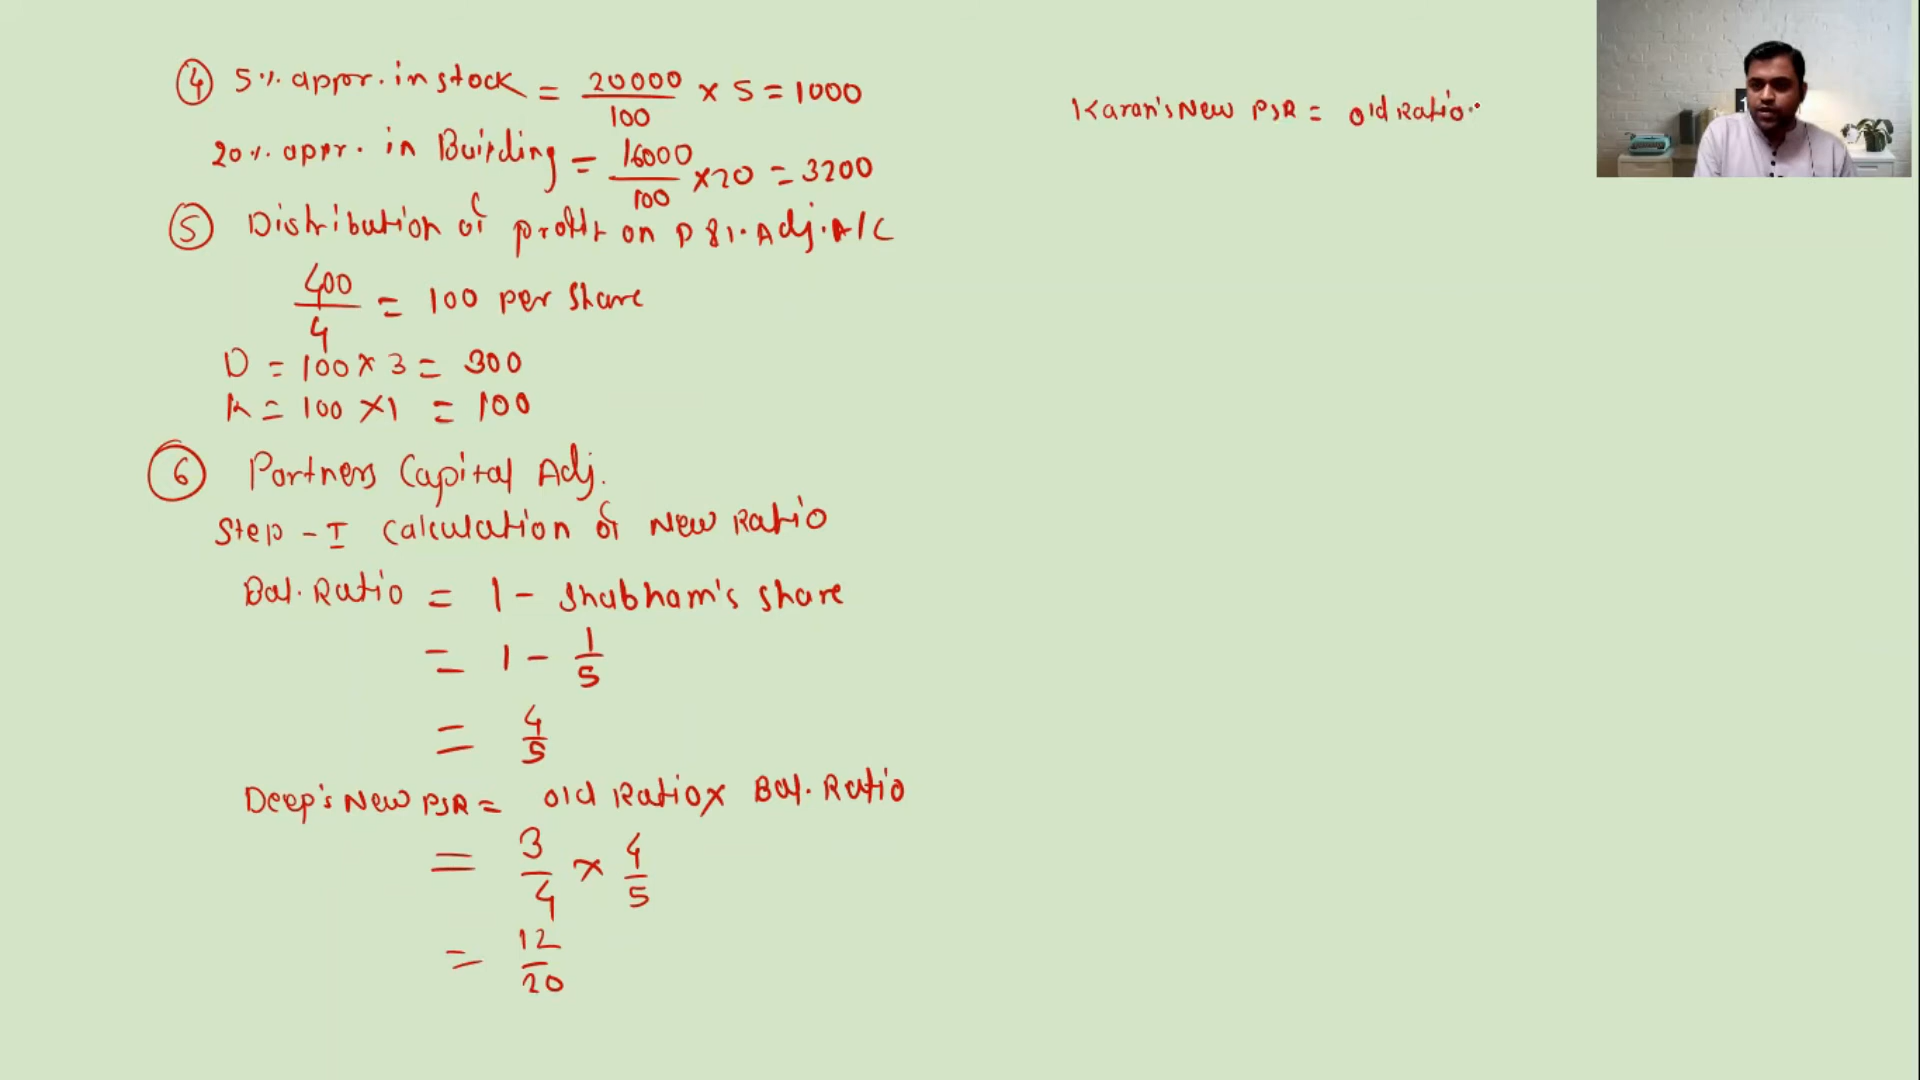 ④ 5% appr. in stock = 20000/100 × 5 = 1000
20% appr. in Building = 16000/100 × 20 = 3200
⑤ Distribution of profit on P & L. Adj. A/C
400/4 = 100 per share
D = 100 × 3 = 300
K = 100 × 1 = 100
⑥ Partners Capital Adj.
Step - I Calculation of New Ratio
Bal. Ratio = 1 - Shubham's share
= 1 - 1/5
= 4/5
Deep's New PSR = old Ratio × Bal. Ratio
= 3/4 × 4/5
= 12/20
Karan's New PSR = old Ratio